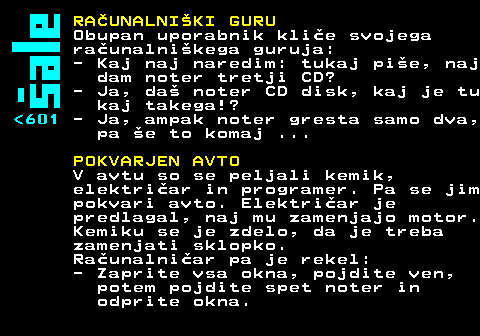 šale
<601
RAČUNALNIŠKI GURU
Obupan uporabnik kliče svojega
računalniškega guruja:
- Kaj naj naredim: tukaj piše, naj
dam noter tretji CD?
- Ja, daš noter CD disk, kaj je tu
kaj takega!?
- Ja, ampak noter gresta samo dva,
pa še to komaj ...
POKVARJEN AVTO
V avtu so se peljali kemik,
električar in programer. Pa se jim
pokvari avto. Električar je
predlagal, naj mu zamenjajo motor.
Kemiku se je zdelo, da je treba
zamenjati sklopko.
Računalničar pa je rekel:
- Zaprite vsa okna, pojdite ven,
potem pojdite spet noter in
odprite okna.